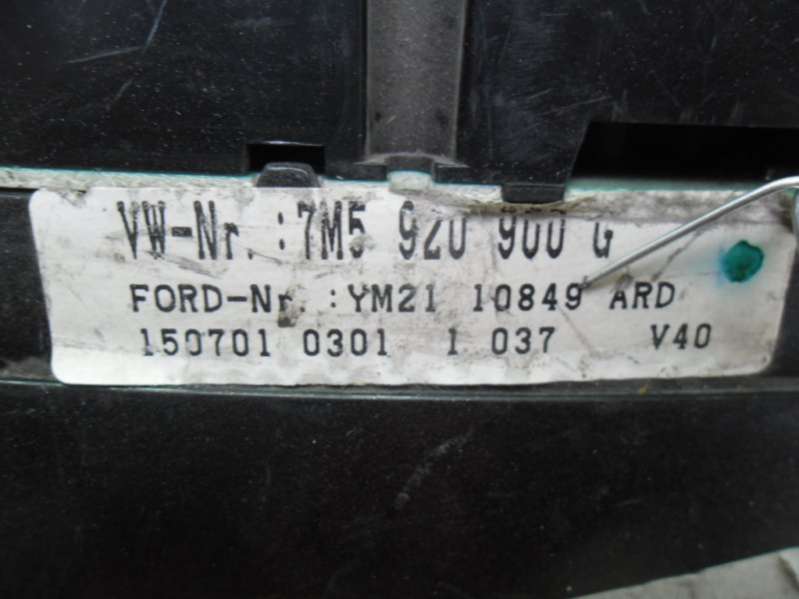 VW-Nr. :7M5 920 900 G
FORD-Nr. :YM21 10849 ARD
150701 0301 1 037 V40